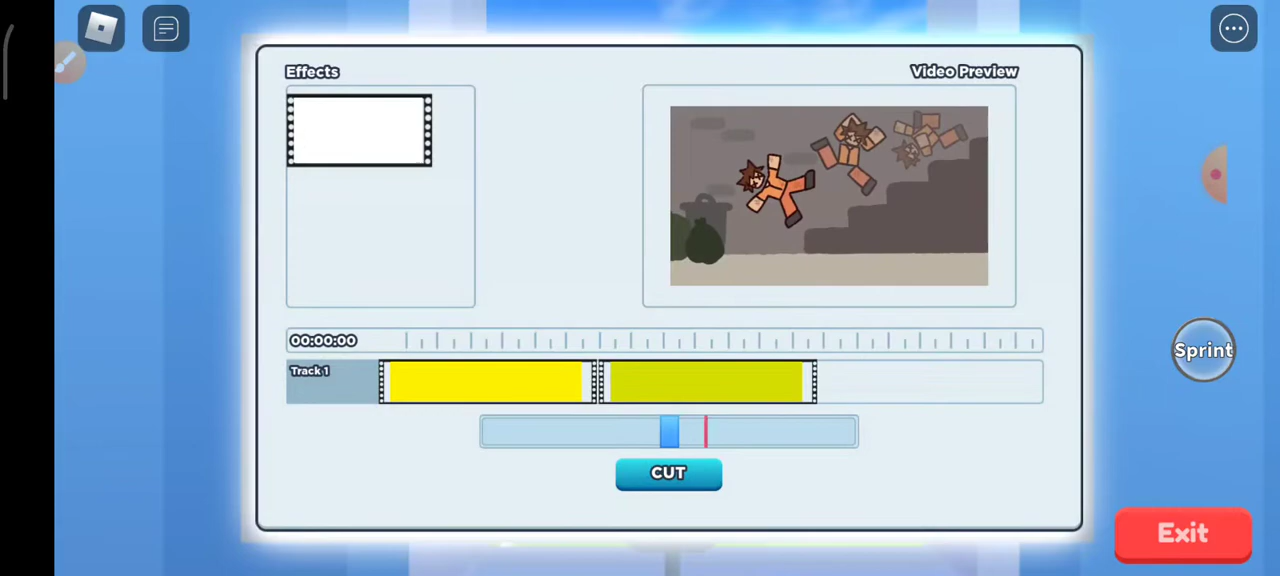 Effects
Video Preview
00:00:00
Track 1
CUT
Sprint
Exit